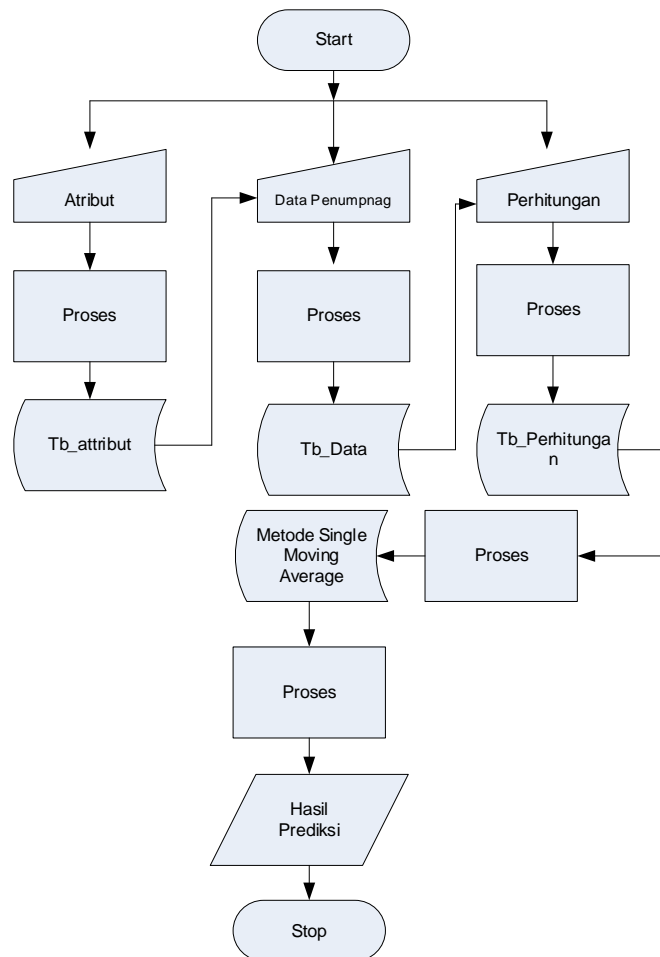 Start
Atribut
Data Penumpnag
Perhitungan
Proses
Proses
Proses
Tb_attribut
Tb_Data
Tb_Perhitunga
n
Metode Single
Moving
Average
Proses
Proses
Hasil
Prediksi
Stop